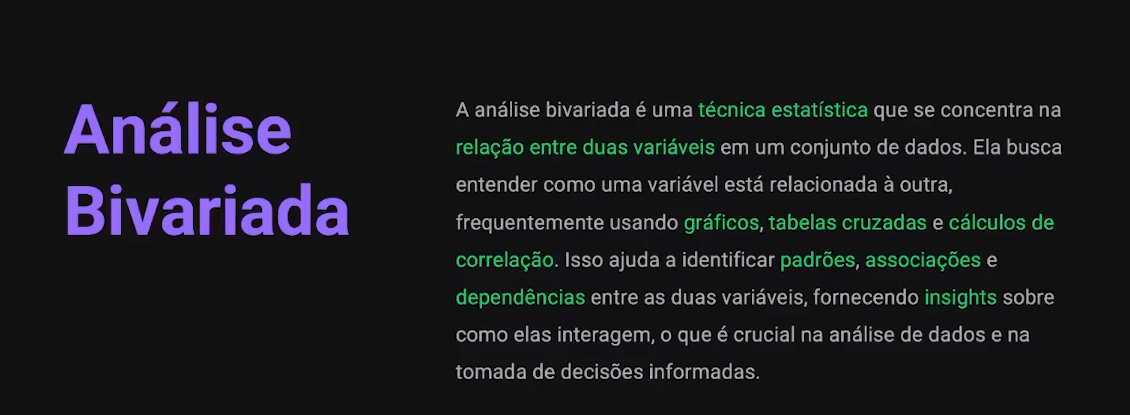 Análise
Bivariada
A análise bivariada é uma técnica estatística que se concentra na
relação entre duas variáveis em um conjunto de dados. Ela busca
entender como uma variável está relacionada à outra,
frequentemente usando gráficos, tabelas cruzadas e cálculos de
correlação. Isso ajuda a identificar padrões, associações e
dependências entre as duas variáveis, fornecendo insights sobre
como elas interagem, o que é crucial na análise de dados e na
tomada de decisões informadas.